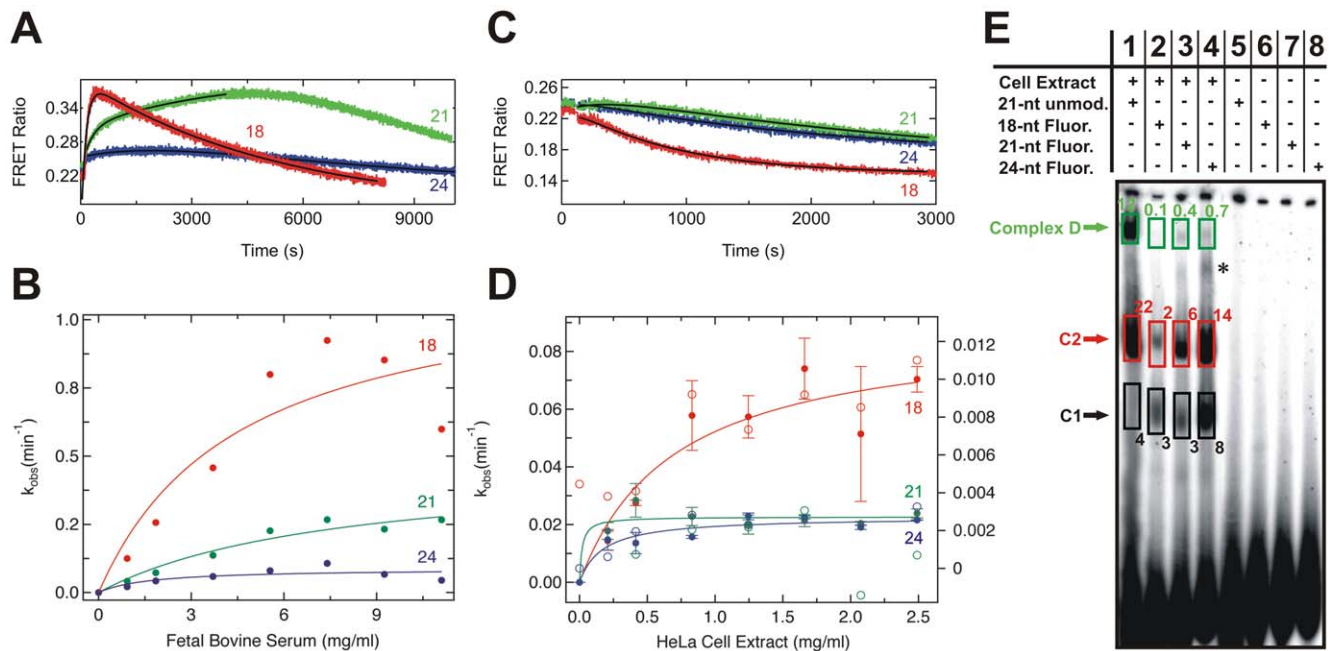 A
FRET Ratio
0.34
0.28
0.22
18
21
24
0 3000 6000 9000
Time (s)
C
FRET Ratio
0.26
0.22
0.18
0.14
21
24
18
0 1000 2000 3000
Time (s)
B
kobs(min-1)
1.0
0.8
0.5
0.2
0.0
18
21
24
0 3 6 9
Fetal Bovine Serum (mg/ml)
D
kobs(min-1)
0.08
0.06
0.04
0.02
0.00
18
21
24
kobs(min-1)
0.012
0.010
0.008
0.006
0.004
0.002
0
0.0 0.5 1.0 1.5 2.0 2.5
HeLa Cell Extract (mg/ml)
E
1 2 3 4 5 6 7 8
Cell Extract + + + + - - - -
21-nt unmod. + - - - + - - -
18-nt Fluor. - + - - - + - -
21-nt Fluor. - - + - - - + -
24-nt Fluor. - - - + - - - +
0.1 0.4 0.7
Complex D
*
22 2 6 14
C2
C1
4 3 3 8